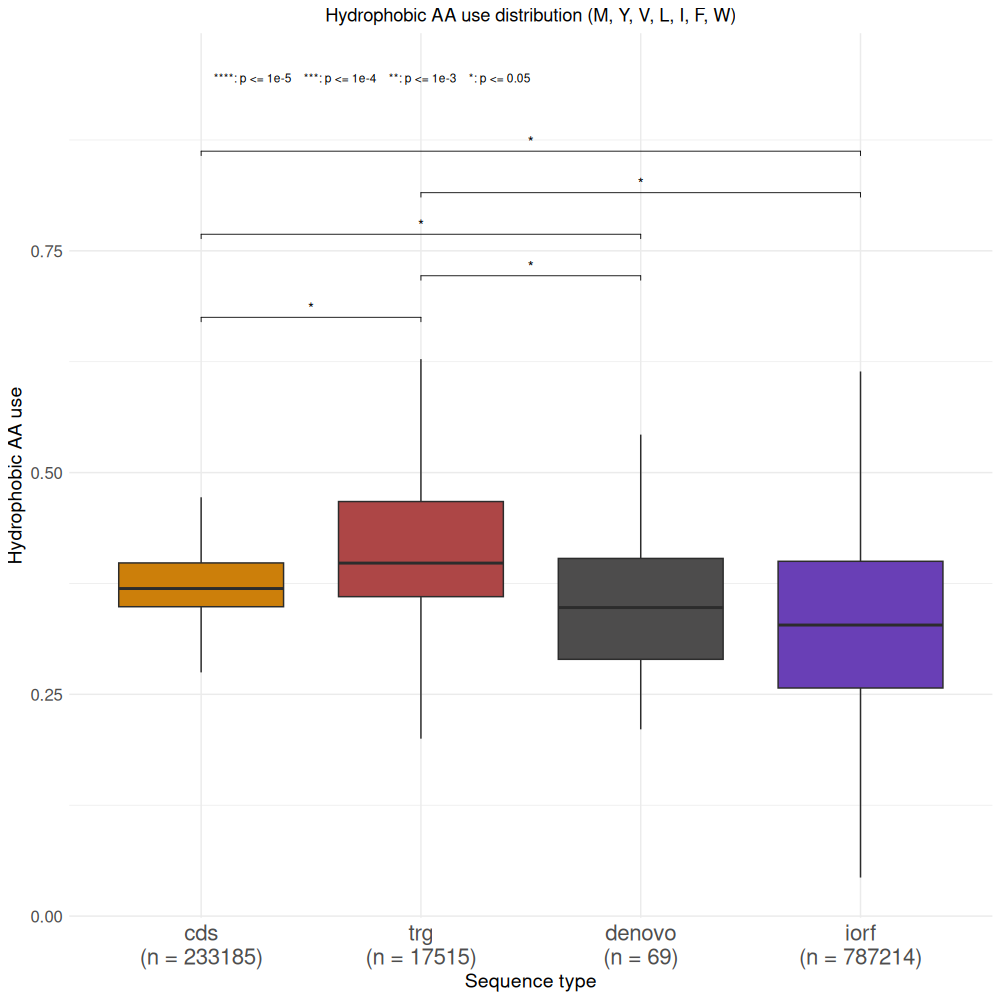 Hydrophobic AA use distribution (M, Y, V, L, I, F, W)
****: p <= 1e-5 ***: p <= 1e-4 **: p <= 1e-3 *: p <= 0.05
*
*
*
*
*
0.75
0.50
0.25
0.00
Hydrophobic AA use
cds trg denovo iorf
(n = 233185) (n = 17515) (n = 69) (n = 787214)
Sequence type